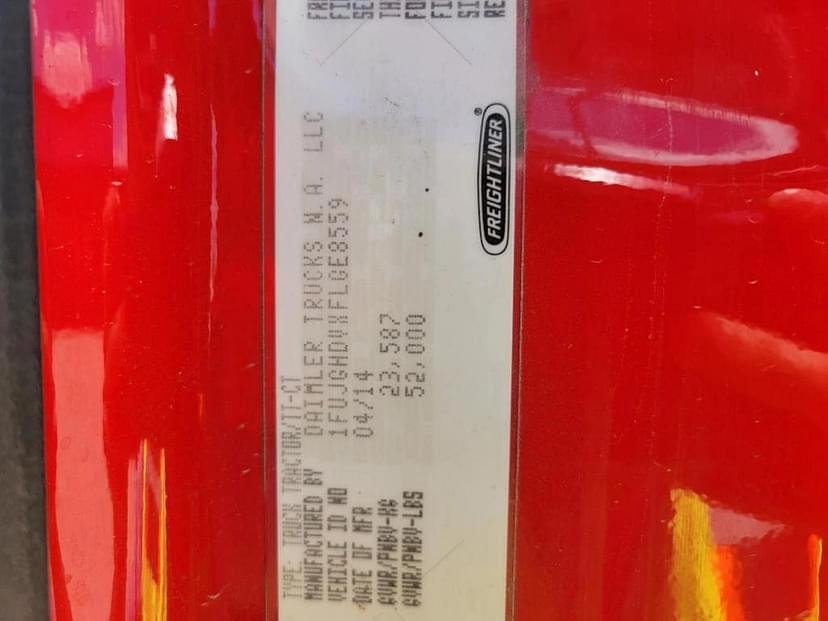 TYPE- TRUCK TRACTOR/TT-CT
MANUFACTURED BY DAIMLER TRUCKS N.A. LLC
VEHICLE ID NO 1FUJGHDVXFLGE8559
DATE OF MFR 04/14
GVWR/PNBV-KG 23,587
GVWR/PNBV-LBS 52,000
FREIGHTLINER®